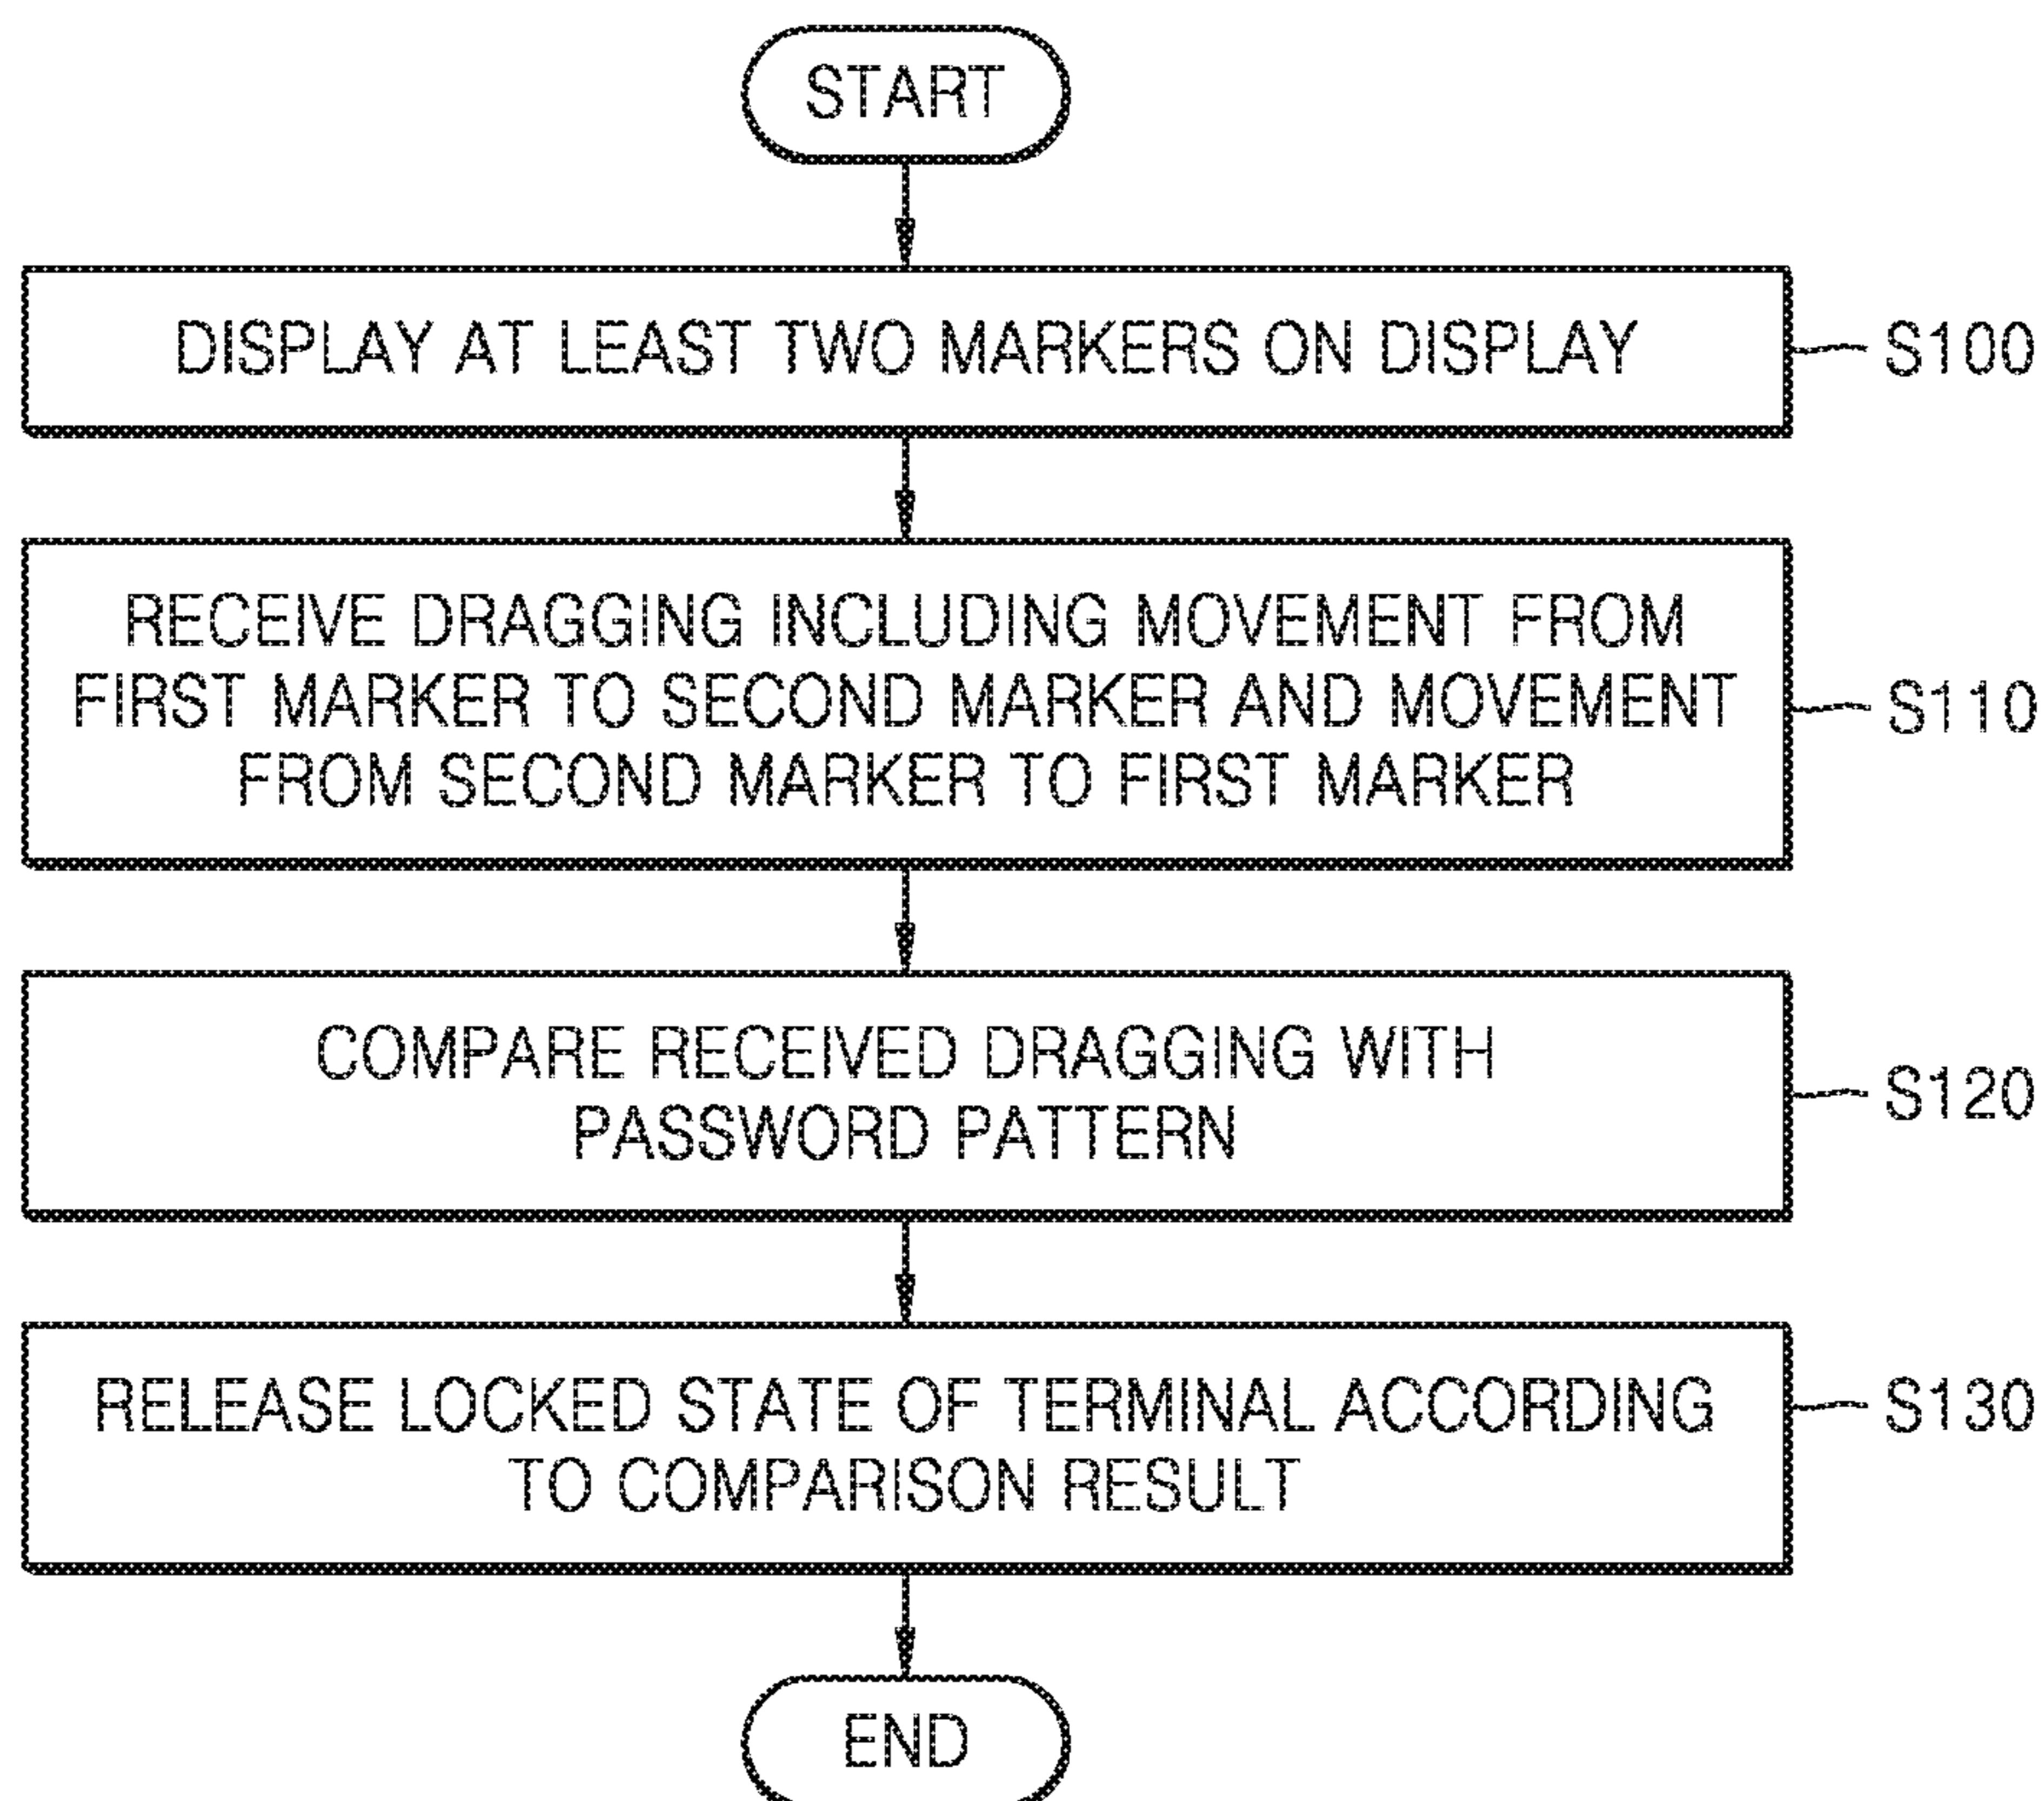 START
DISPLAY AT LEAST TWO MARKERS ON DISPLAY
S100
RECEIVE DRAGGING INCLUDING MOVEMENT FROM
FIRST MARKER TO SECOND MARKER AND MOVEMENT
FROM SECOND MARKER TO FIRST MARKER
S110
COMPARE RECEIVED DRAGGING WITH
PASSWORD PATTERN
S120
RELEASE LOCKED STATE OF TERMINAL ACCORDING
TO COMPARISON RESULT
S130
END